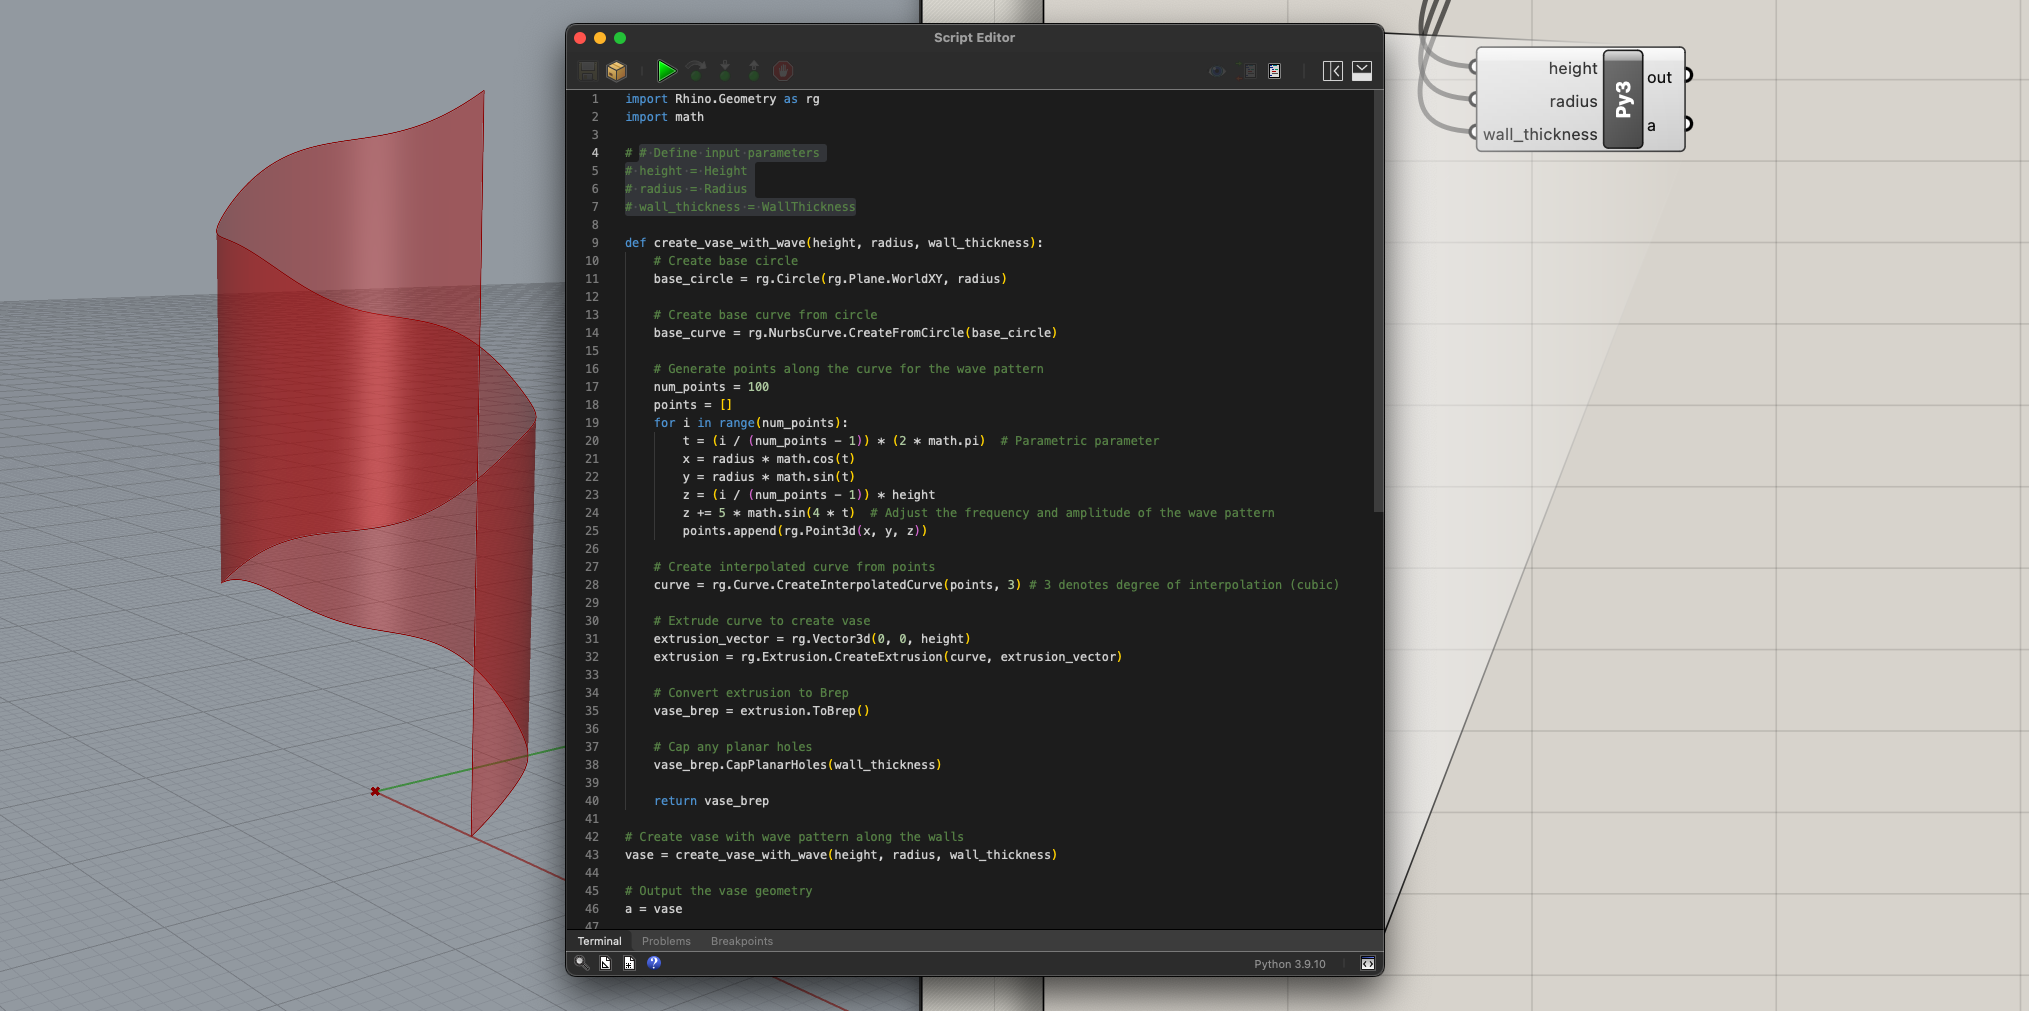 Script Editor
1 import Rhino.Geometry as rg
2 import math
3
4 # # Define input parameters
5 # height = Height
6 # radius = Radius
7 # wall_thickness = WallThickness
8
9 def create_vase_with_wave(height, radius, wall_thickness):
10 # Create base circle
11 base_circle = rg.Circle(rg.Plane.WorldXY, radius)
12
13 # Create base curve from circle
14 base_curve = rg.NurbsCurve.CreateFromCircle(base_circle)
15
16 # Generate points along the curve for the wave pattern
17 num_points = 100
18 points = []
19 for i in range(num_points):
20 t = (i / (num_points - 1)) * (2 * math.pi)  # Parametric parameter
21 x = radius * math.cos(t)
22 y = radius * math.sin(t)
23 z = (i / (num_points - 1)) * height
24 z += 5 * math.sin(4 * t)  # Adjust the frequency and amplitude of the wave pattern
25 points.append(rg.Point3d(x, y, z))
26
27 # Create interpolated curve from points
28 curve = rg.Curve.CreateInterpolatedCurve(points, 3) # 3 denotes degree of interpolation (cubic)
29
30 # Extrude curve to create vase
31 extrusion_vector = rg.Vector3d(0, 0, height)
32 extrusion = rg.Extrusion.CreateExtrusion(curve, extrusion_vector)
33
34 # Convert extrusion to Brep
35 vase_brep = extrusion.ToBrep()
36
37 # Cap any planar holes
38 vase_brep.CapPlanarHoles(wall_thickness)
39
40 return vase_brep
41
42 # Create vase with wave pattern along the walls
43 vase = create_vase_with_wave(height, radius, wall_thickness)
44
45 # Output the vase geometry
46 a = vase
47
Terminal Problems Breakpoints
Python 3.9.10
height
radius
wall_thickness
Py3
out
a